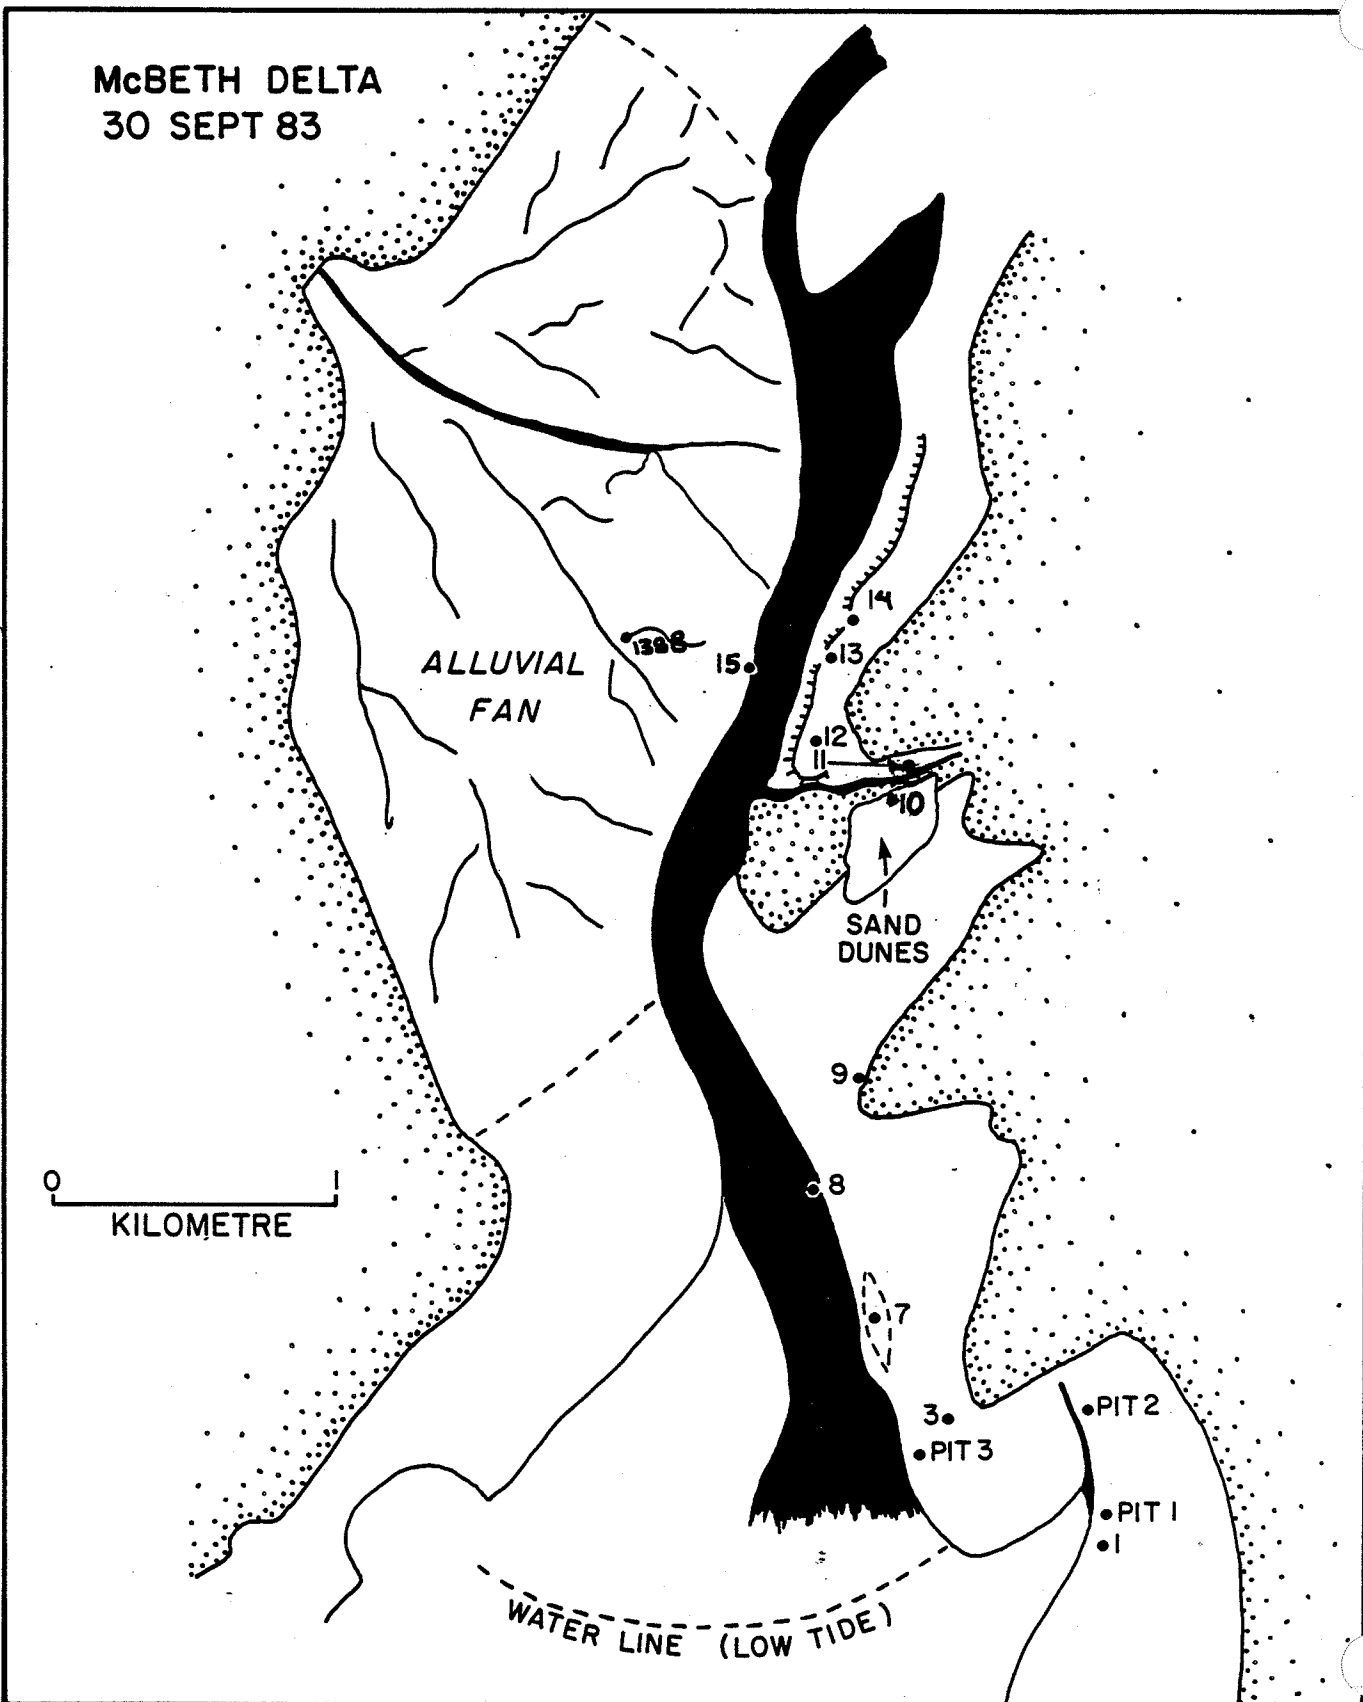 McBETH DELTA
30 SEPT 83
14
1388
13
15
ALLUVIAL
FAN
12
11
10
SAND
DUNES
9
0 1
8
KILOMETRE
7
3
PIT 2
PIT 3
PIT 1
1
WATER LINE (LOW TIDE)